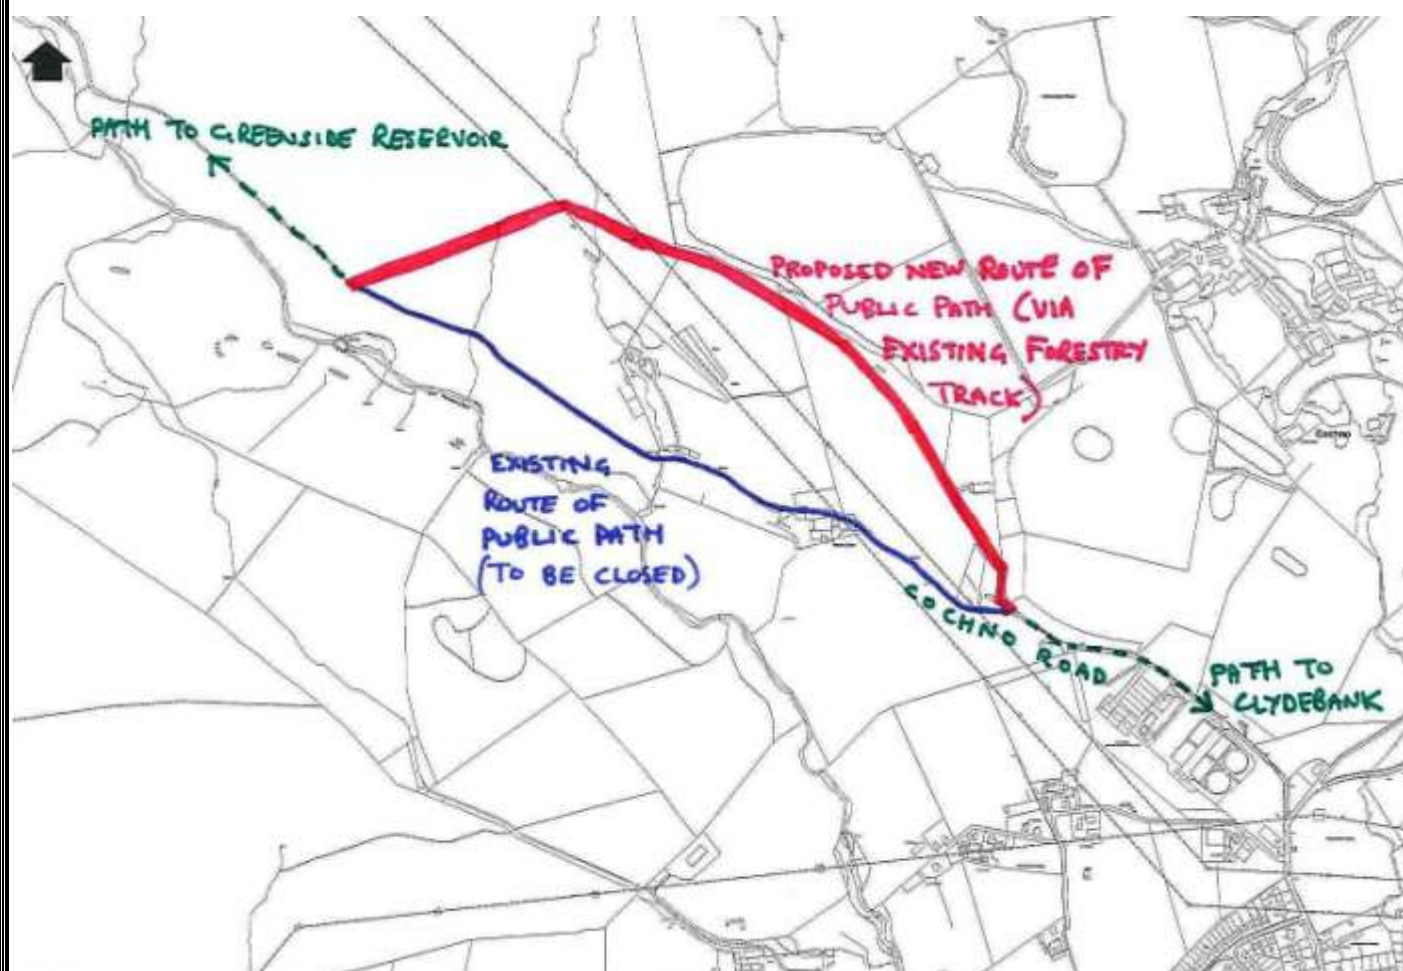 PATH TO GREENSIDE RESERVOIR
PROPOSED NEW ROUTE OF
PUBLIC PATH (VIA
EXISTING FORESTRY
TRACK)
EXISTING
ROUTE OF
PUBLIC PATH
(TO BE CLOSED)
COCHNO ROAD
PATH TO
CLYDEBANK
Cochno